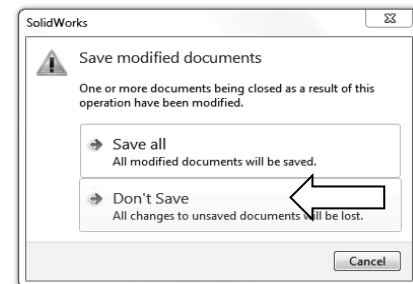 SolidWorks
Save modified documents
One or more documents being closed as a result of this
operation have been modified.
Save all
All modified documents will be saved.
Don't Save
All changes to unsaved documents will be lost.
Cancel